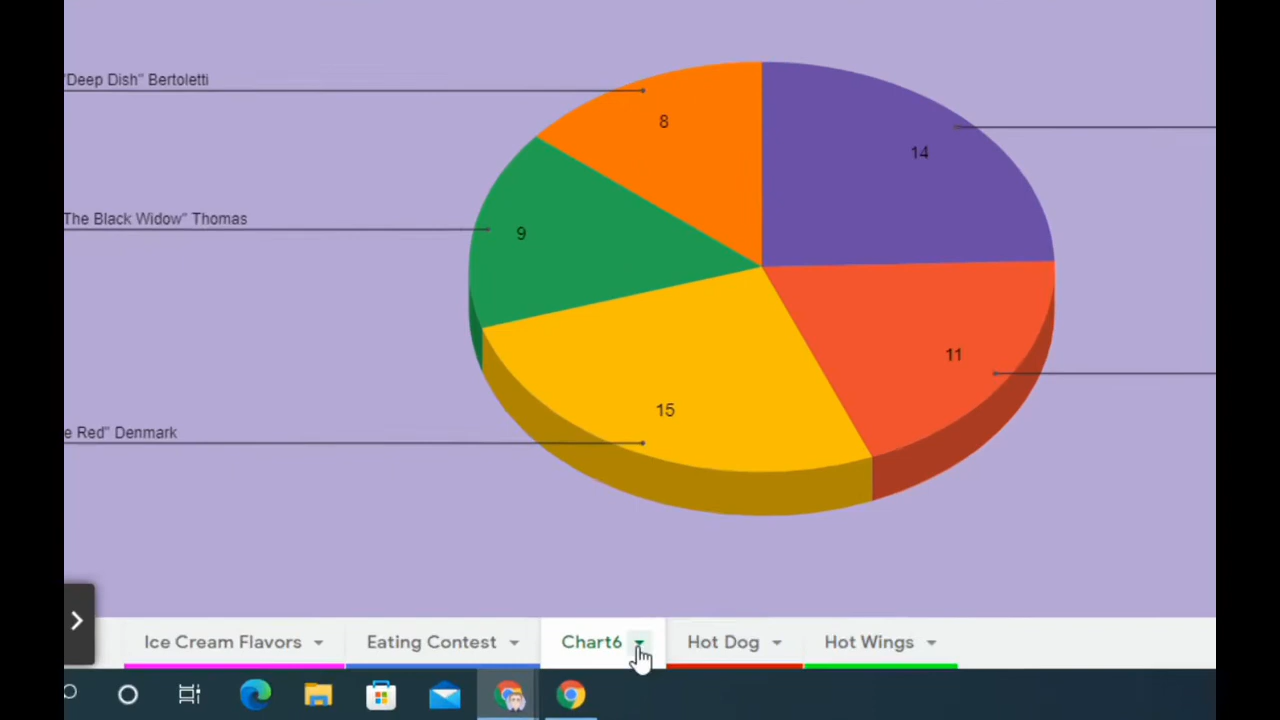 "Deep Dish" Bertoletti
8
14
The Black Widow" Thomas
9
11
15
e Red" Denmark
Ice Cream Flavors
Eating Contest
Chart6
Hot Dog
Hot Wings